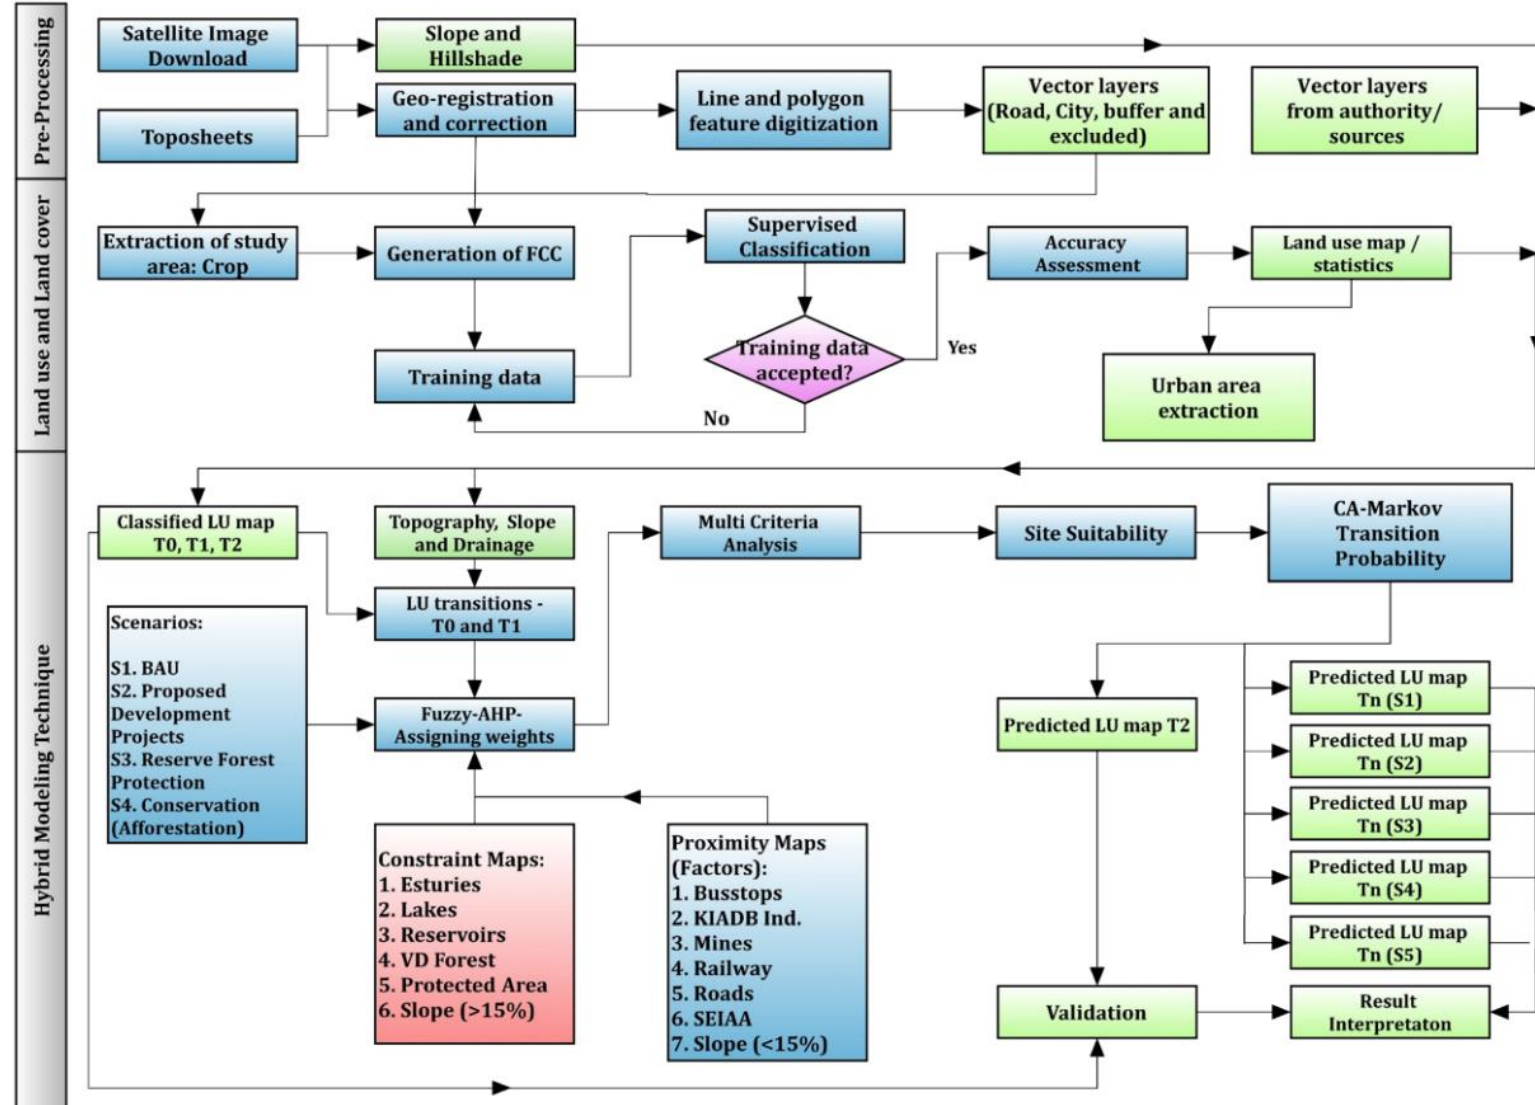 Pre-Processing
Satellite Image
Download
Slope and
Hillshade
Toposheets
Geo-registration
and correction
Line and polygon
feature digitization
Vector layers
(Road, City, buffer and
excluded)
Vector layers
from authority/
sources
Land use and Land cover
Extraction of study
area: Crop
Generation of FCC
Training data
Supervised
Classification
Training data
accepted?
Yes
No
Accuracy
Assessment
Land use map /
statistics
Urban area
extraction
Hybrid Modeling Technique
Classified LU map
T0, T1, T2
Topography, Slope
and Drainage
LU transitions -
T0 and T1
Fuzzy-AHP-
Assigning weights
Multi Criteria
Analysis
Site Suitability
CA-Markov
Transition
Probability
Scenarios:
S1. BAU
S2. Proposed
Development
Projects
S3. Reserve Forest
Protection
S4. Conservation
(Afforestation)
Constraint Maps:
1. Esturies
2. Lakes
3. Reservoirs
4. VD Forest
5. Protected Area
6. Slope (>15%)
Proximity Maps
(Factors):
1. Busstops
2. KIADB Ind.
3. Mines
4. Railway
5. Roads
6. SEIAA
7. Slope (<15%)
Predicted LU map T2
Predicted LU map
Tn (S1)
Predicted LU map
Tn (S2)
Predicted LU map
Tn (S3)
Predicted LU map
Tn (S4)
Predicted LU map
Tn (S5)
Validation
Result
Interpretaton